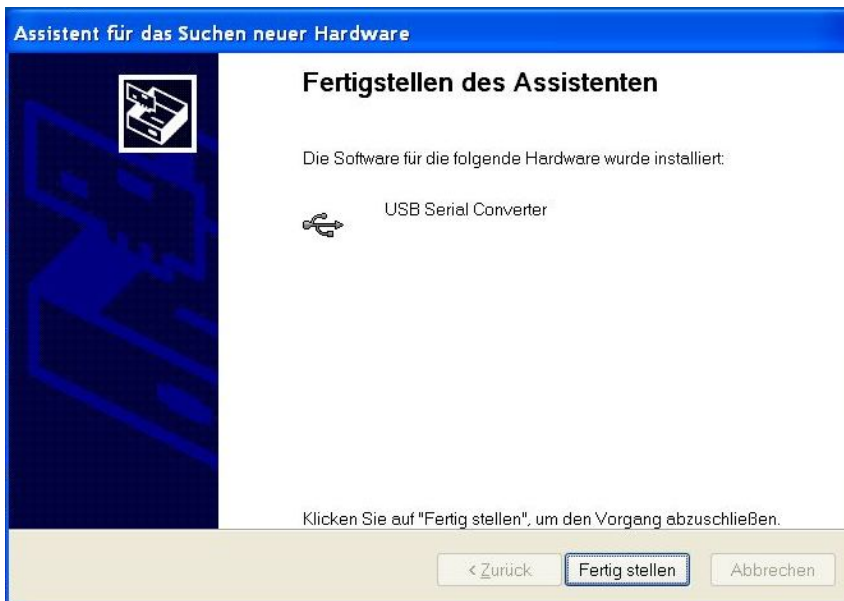 Assistent für das Suchen neuer Hardware
Fertigstellen des Assistenten
Die Software für die folgende Hardware wurde installiert:
USB Serial Converter
Klicken Sie auf "Fertig stellen", um den Vorgang abzuschließen.
< Zurück
Fertig stellen
Abbrechen